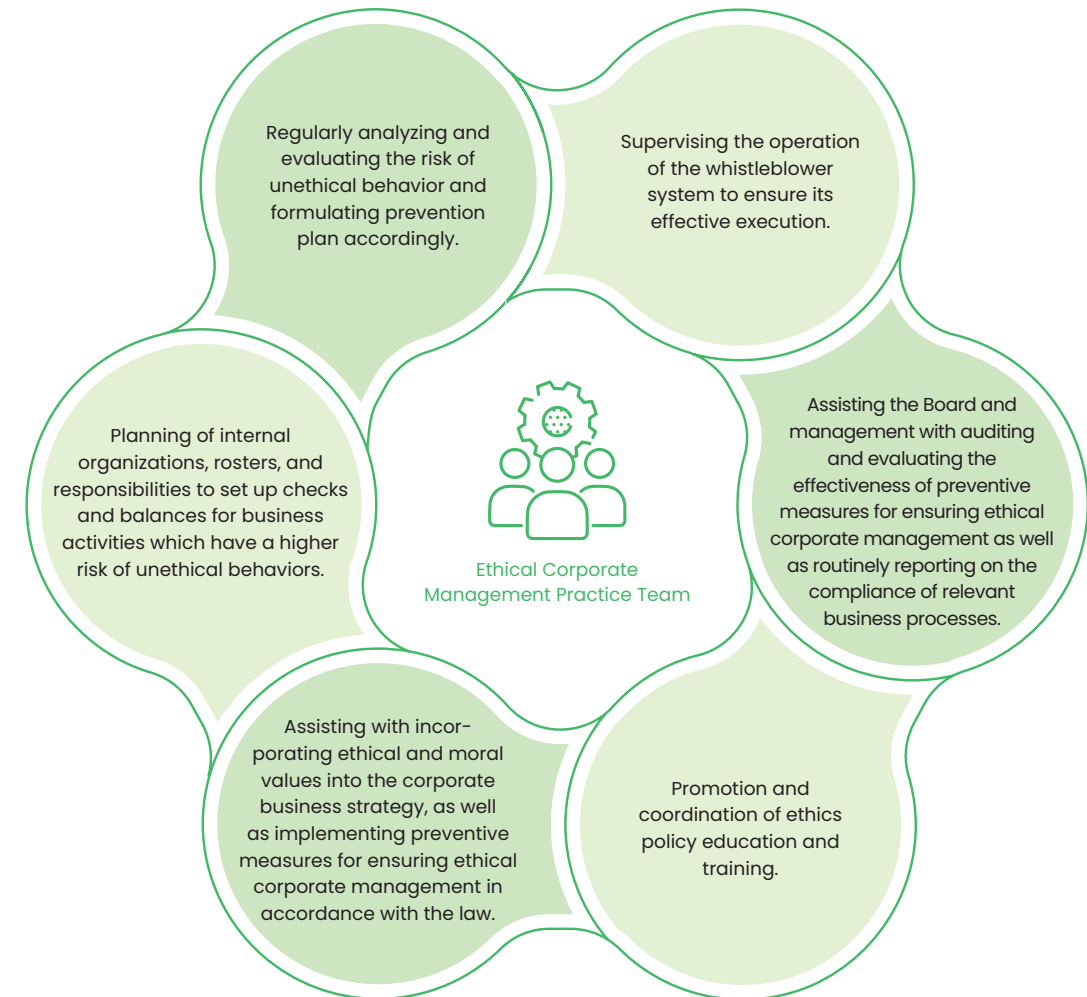 Regularly analyzing and
evaluating the risk of
unethical behavior and
formulating prevention
plan accordingly.
Supervising the operation
of the whistleblower
system to ensure its
effective execution.
Planning of internal
organizations, rosters, and
responsibilities to set up checks
and balances for business
activities which have a higher
risk of unethical behaviors.
Ethical Corporate
Management Practice Team
Assisting the Board and
management with auditing
and evaluating the
effectiveness of preventive
measures for ensuring ethical
corporate management as well
as routinely reporting on the
compliance of relevant
business processes.
Assisting with incor-
porating ethical and moral
values into the corporate
business strategy, as well
as implementing preventive
measures for ensuring ethical
corporate management in
accordance with the law.
Promotion and
coordination of ethics
policy education and
training.